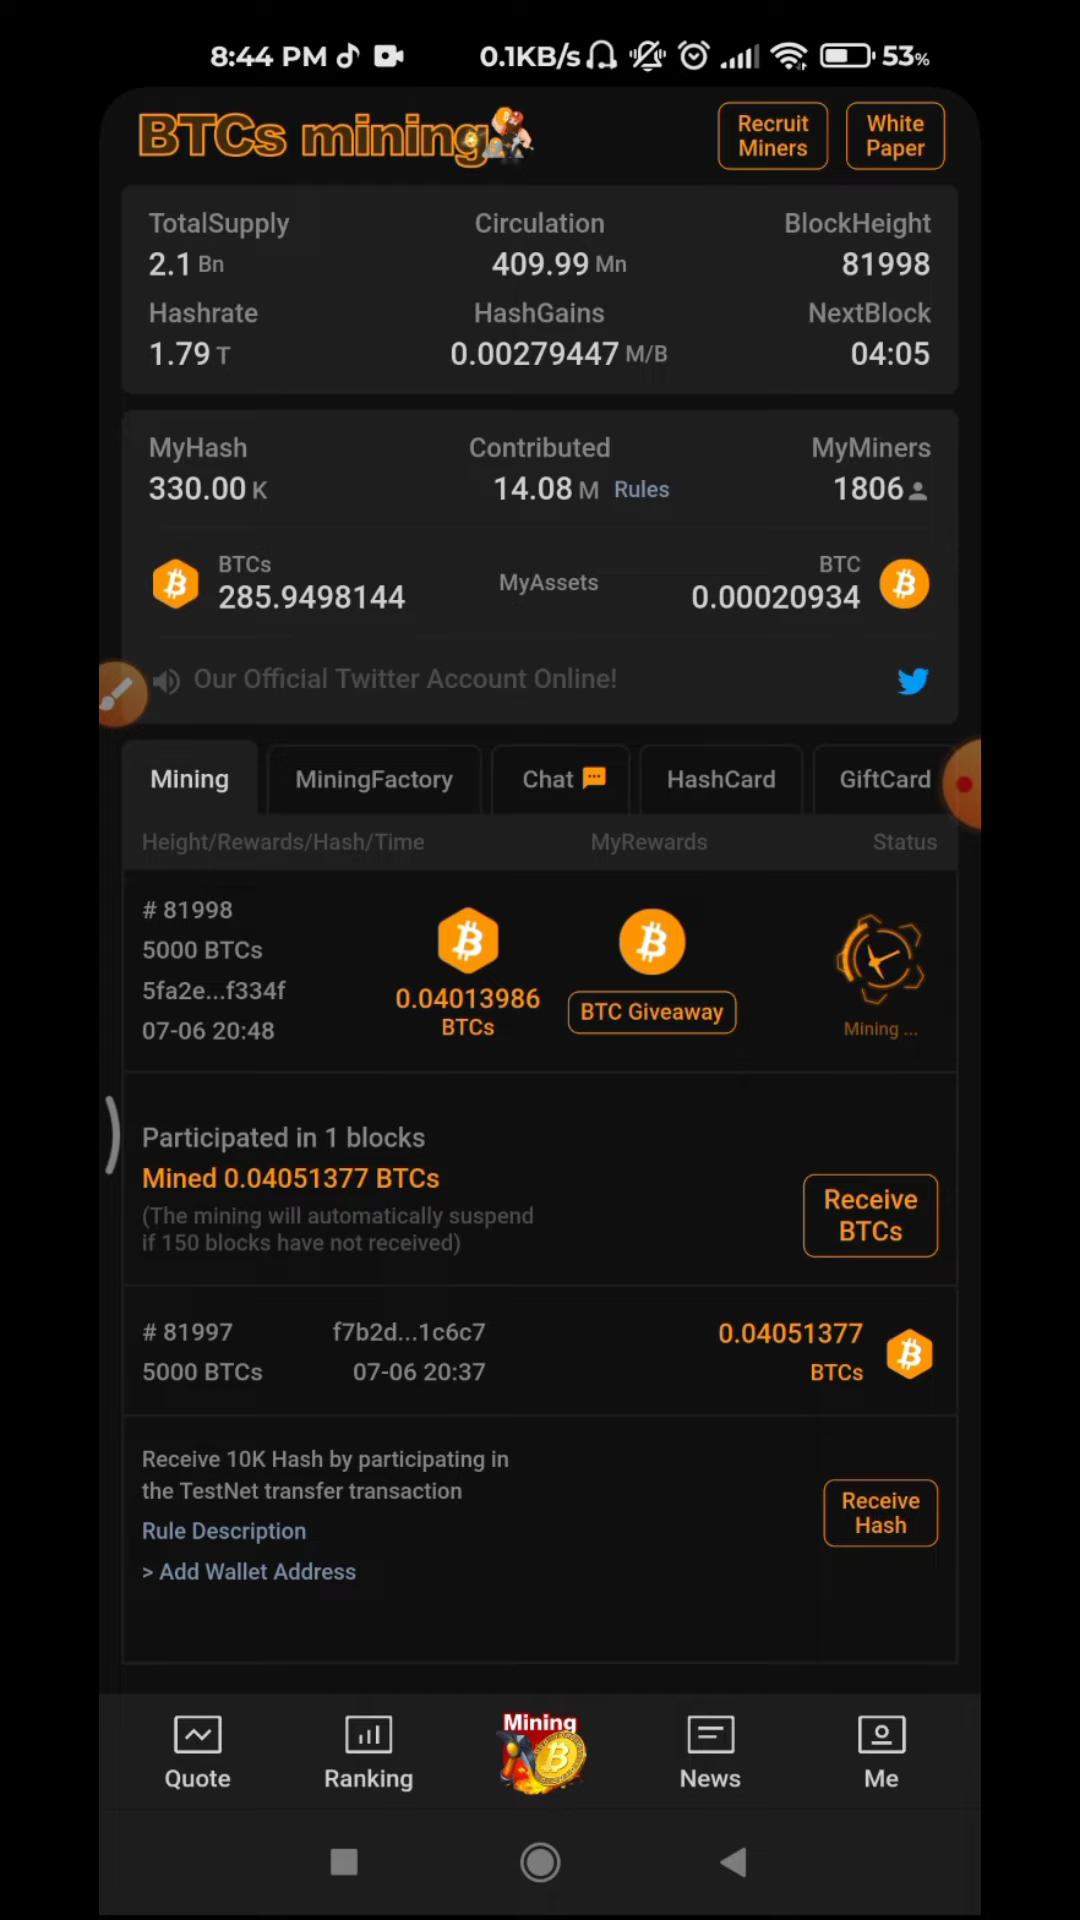 8:44 PM 0.1KB/s 53%
BTCs mining
Recruit Miners
White Paper
TotalSupply Circulation BlockHeight
2.1 Bn 409.99 Mn 81998
Hashrate HashGains NextBlock
1.79 T 0.00279447 M/B 04:05
MyHash Contributed MyMiners
330.00 K 14.08 M Rules 1806
BTCs MyAssets BTC
285.9498144 0.00020934
Our Official Twitter Account Online!
Mining MiningFactory Chat HashCard GiftCard
Height/Rewards/Hash/Time MyRewards Status
# 81998
5000 BTCs
5fa2e...f334f
07-06 20:48
0.04013986
BTCs
BTC Giveaway
Mining ...
Participated in 1 blocks
Mined 0.04051377 BTCs
(The mining will automatically suspend
if 150 blocks have not received)
Receive
BTCs
# 81997 f7b2d...1c6c7 0.04051377
5000 BTCs 07-06 20:37 BTCs
Receive 10K Hash by participating in
the TestNet transfer transaction
Rule Description
> Add Wallet Address
Receive
Hash
Mining
Quote Ranking News Me